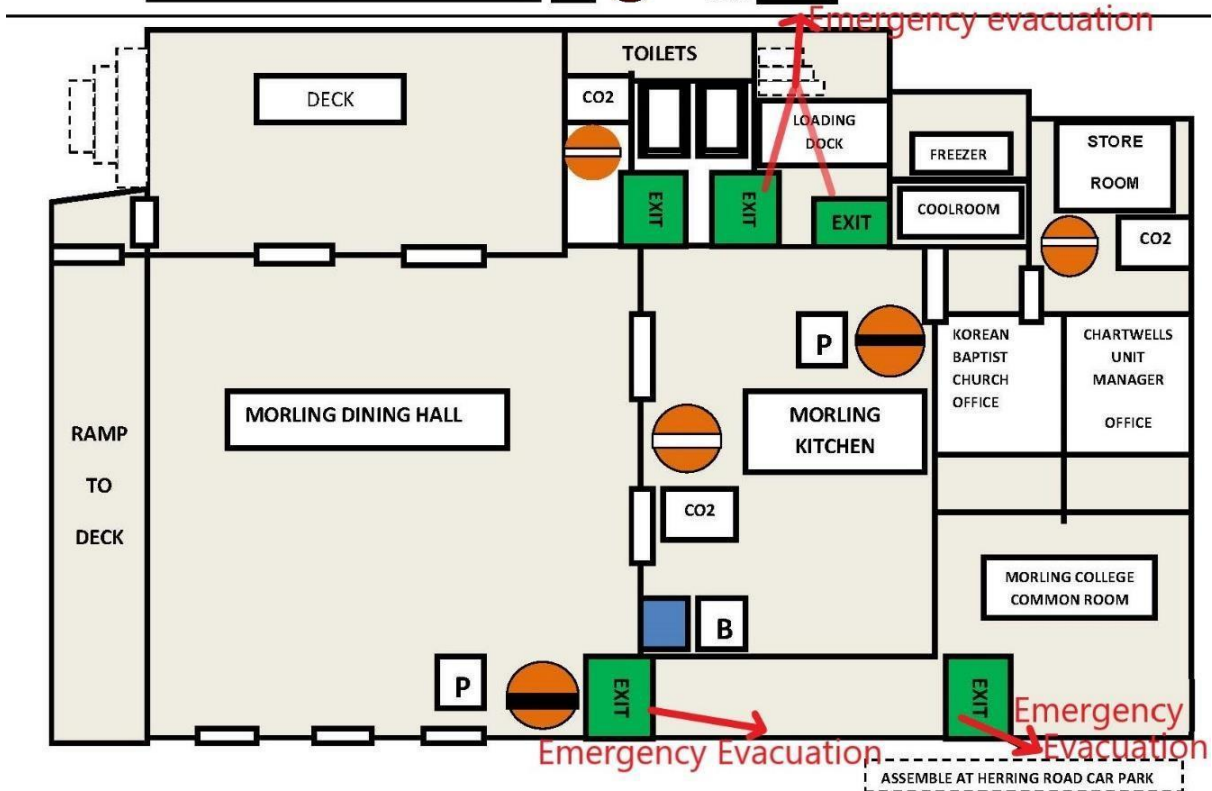 Emergency evacuation
TOILETS
DECK
CO2
LOADING
DOCK
FREEZER
STORE
ROOM
EXIT
EXIT
EXIT
COOLROOM
CO2
P
KOREAN
BAPTIST
CHURCH
OFFICE
CHARTWELLS
UNIT
MANAGER
OFFICE
MORLING DINING HALL
MORLING
KITCHEN
RAMP
TO
DECK
CO2
MORLING COLLEGE
COMMON ROOM
B
P
EXIT
EXIT
Emergency Evacuation
Emergency
Evacuation
ASSEMBLE AT HERRING ROAD CAR PARK